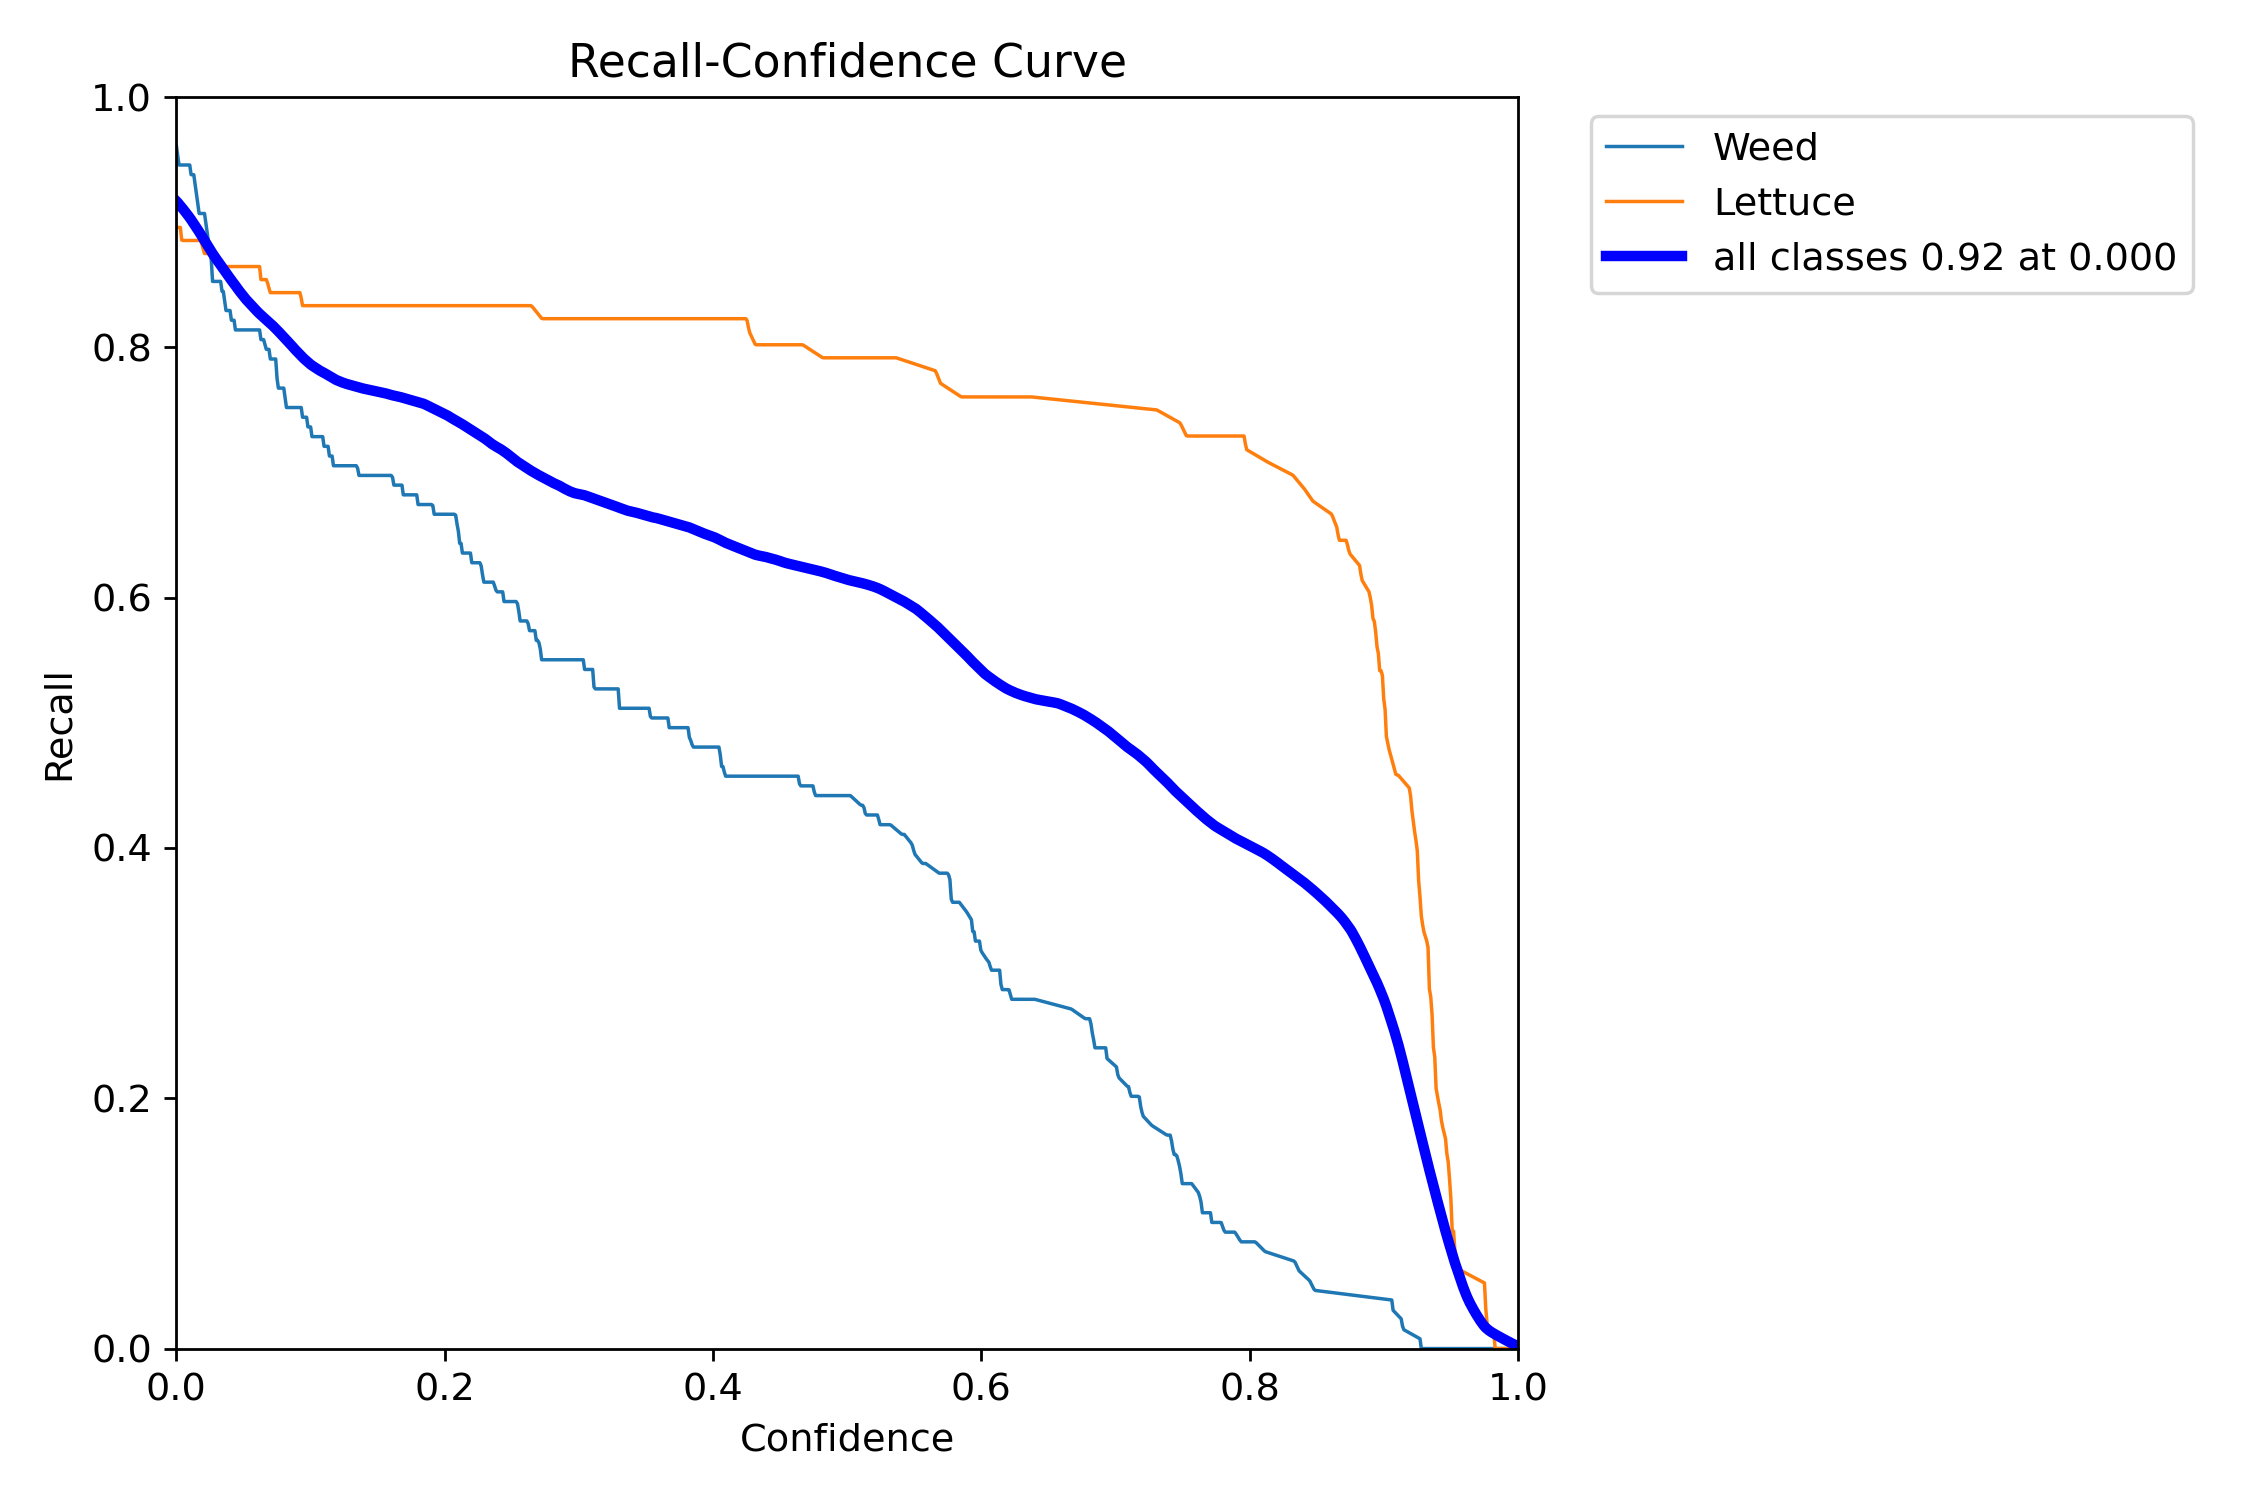 Recall-Confidence Curve
1.0
0.8
0.6
0.4
0.2
0.0
Recall
0.0 0.2 0.4 0.6 0.8 1.0
Confidence
Weed
Lettuce
all classes 0.92 at 0.000